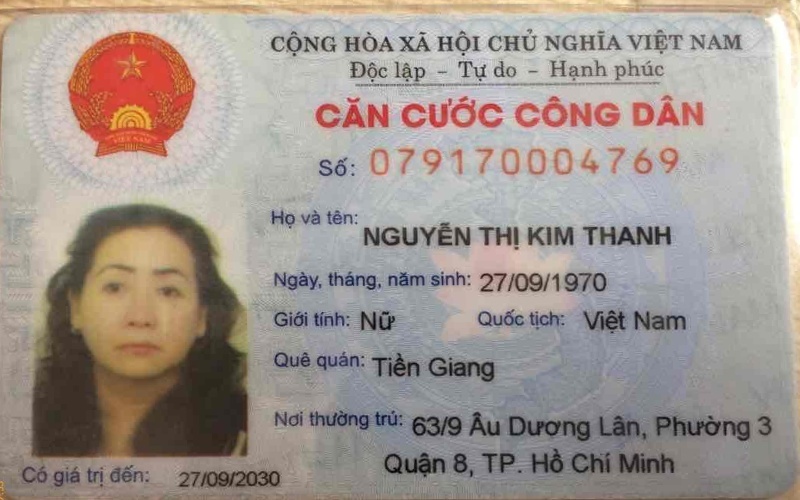 CỘNG HÒA XÃ HỘI CHỦ NGHĨA VIỆT NAM
Độc lập - Tự do - Hạnh phúc
CĂN CƯỚC CÔNG DÂN
Số: 079170004769
Họ và tên: NGUYỄN THỊ KIM THANH
Ngày, tháng, năm sinh: 27/09/1970
Giới tính: Nữ Quốc tịch: Việt Nam
Quê quán: Tiền Giang
Nơi thường trú: 63/9 Âu Dương Lân, Phường 3
Quận 8, TP. Hồ Chí Minh
Có giá trị đến: 27/09/2030